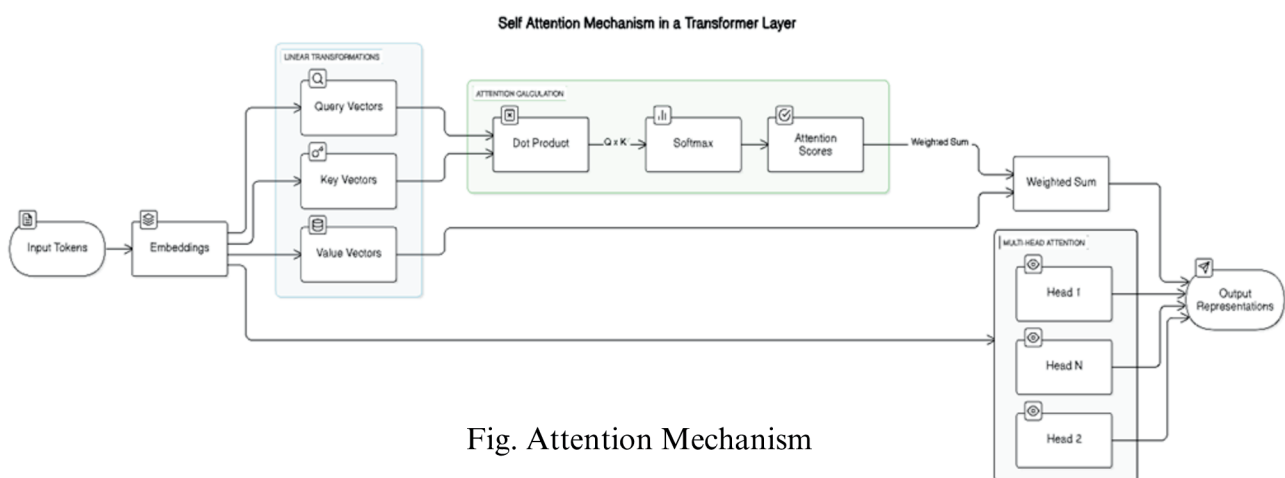 Self Attention Mechanism in a Transformer Layer
LINEAR TRANSFORMATIONS
Query Vectors
Key Vectors
Value Vectors
ATTENTION CALCULATION
Dot Product
Q x K
Softmax
Attention
Scores
Weighted Sum
Weighted Sum
Input Tokens
Embeddings
MULTI-HEAD ATTENTION
Head 1
Head N
Head 2
Output
Representations
Fig. Attention Mechanism